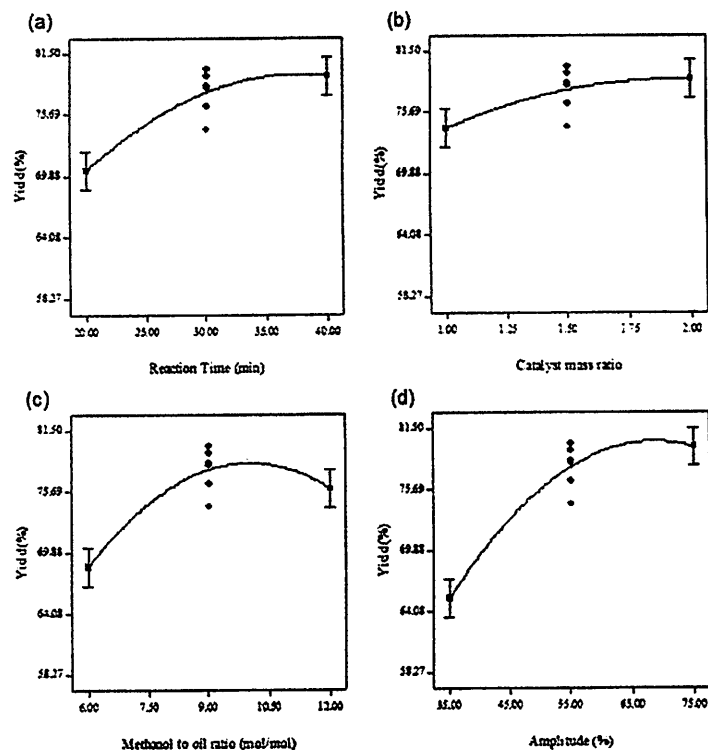 (a)
81.50
75.69
69.88
64.08
58.27
Yield(%)
20.00 25.00 30.00 35.00 40.00
Reaction Time (min)
(b)
81.50
75.69
69.88
64.08
58.27
Yield(%)
1.00 1.25 1.50 1.75 2.00
Catalyst mass ratio
(c)
81.50
75.69
69.88
64.08
58.27
Yield(%)
6.00 7.50 9.00 10.50 12.00
Methanol to oil ratio (mol/mol)
(d)
81.50
75.69
69.88
64.08
58.27
Yield(%)
35.00 45.00 55.00 65.00 75.00
Amplitude (%)